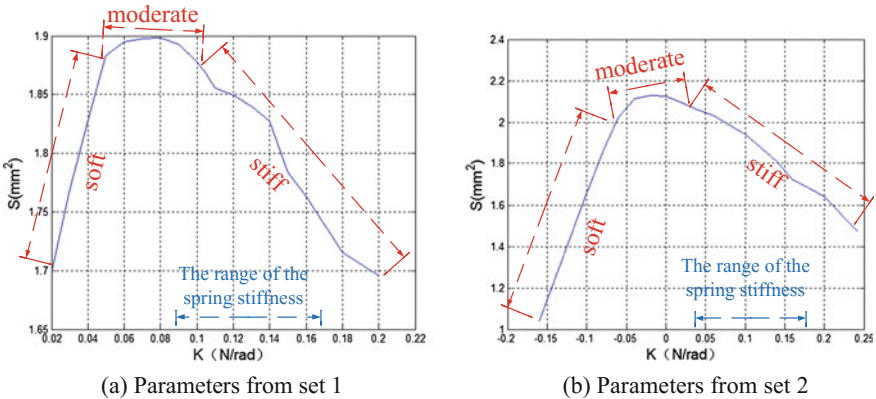 moderate
1.9
1.85
1.8
1.75
1.7
1.65
S(mm²)
soft
stiff
The range of the
spring stiffness
0.02 0.04 0.06 0.08 0.1 0.12 0.14 0.16 0.18 0.2 0.22
K（N/rad）
(a) Parameters from set 1
2.4
2.2
2
1.8
1.6
1.4
1.2
1
S(mm²)
moderate
soft
stiff
The range of the
spring stiffness
-0.2 -0.15 -0.1 -0.05 0 0.05 0.1 0.15 0.2 0.25
K（N/rad）
(b) Parameters from set 2